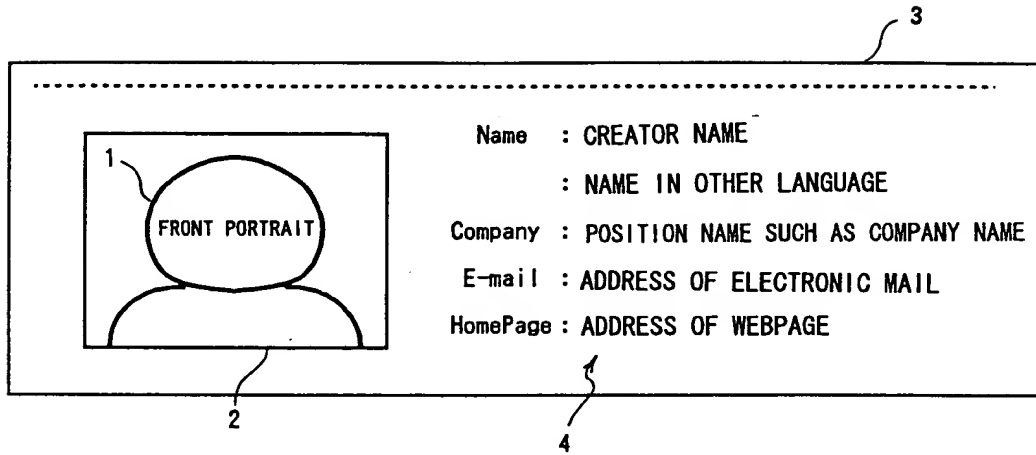 3
Name : CREATOR NAME
: NAME IN OTHER LANGUAGE
Company : POSITION NAME SUCH AS COMPANY NAME
E-mail : ADDRESS OF ELECTRONIC MAIL
HomePage : ADDRESS OF WEBPAGE
1
FRONT PORTRAIT
2
4